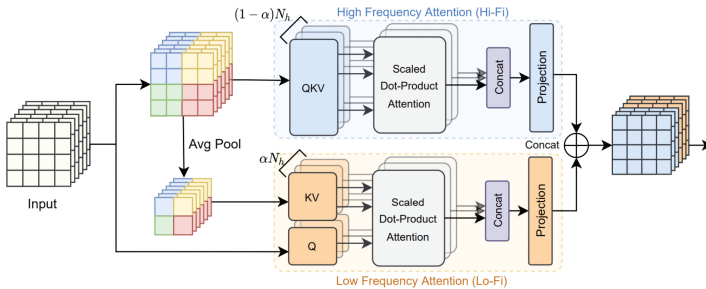 (1 − α)N_h
High Frequency Attention (Hi-Fi)
QKV
Scaled
Dot-Product
Attention
Concat
Projection
Input
Avg Pool
Concat
αN_h
KV
Q
Scaled
Dot-Product
Attention
Concat
Projection
Low Frequency Attention (Lo-Fi)